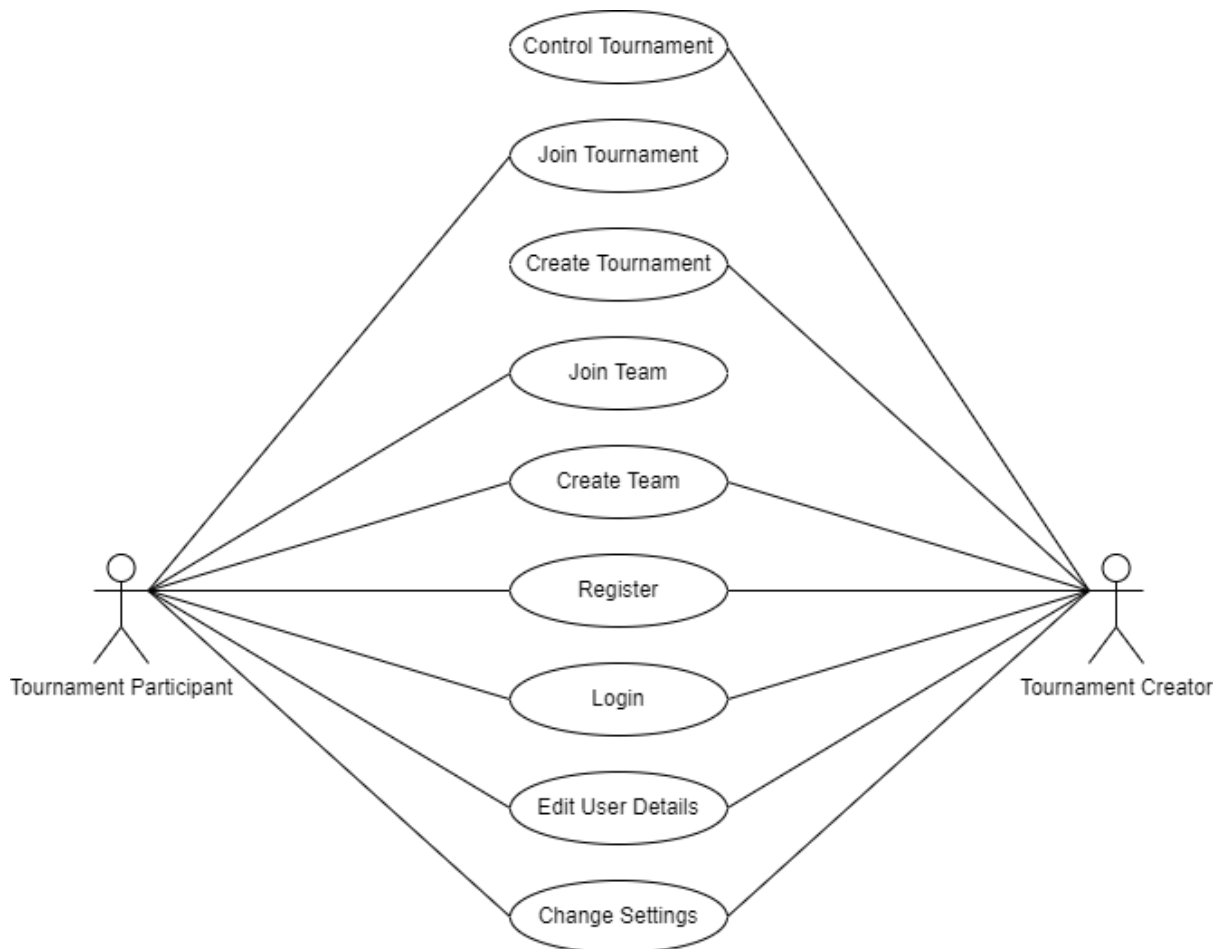 Control Tournament
Join Tournament
Create Tournament
Join Team
Create Team
Register
Login
Tournament Participant
Tournament Creator
Edit User Details
Change Settings